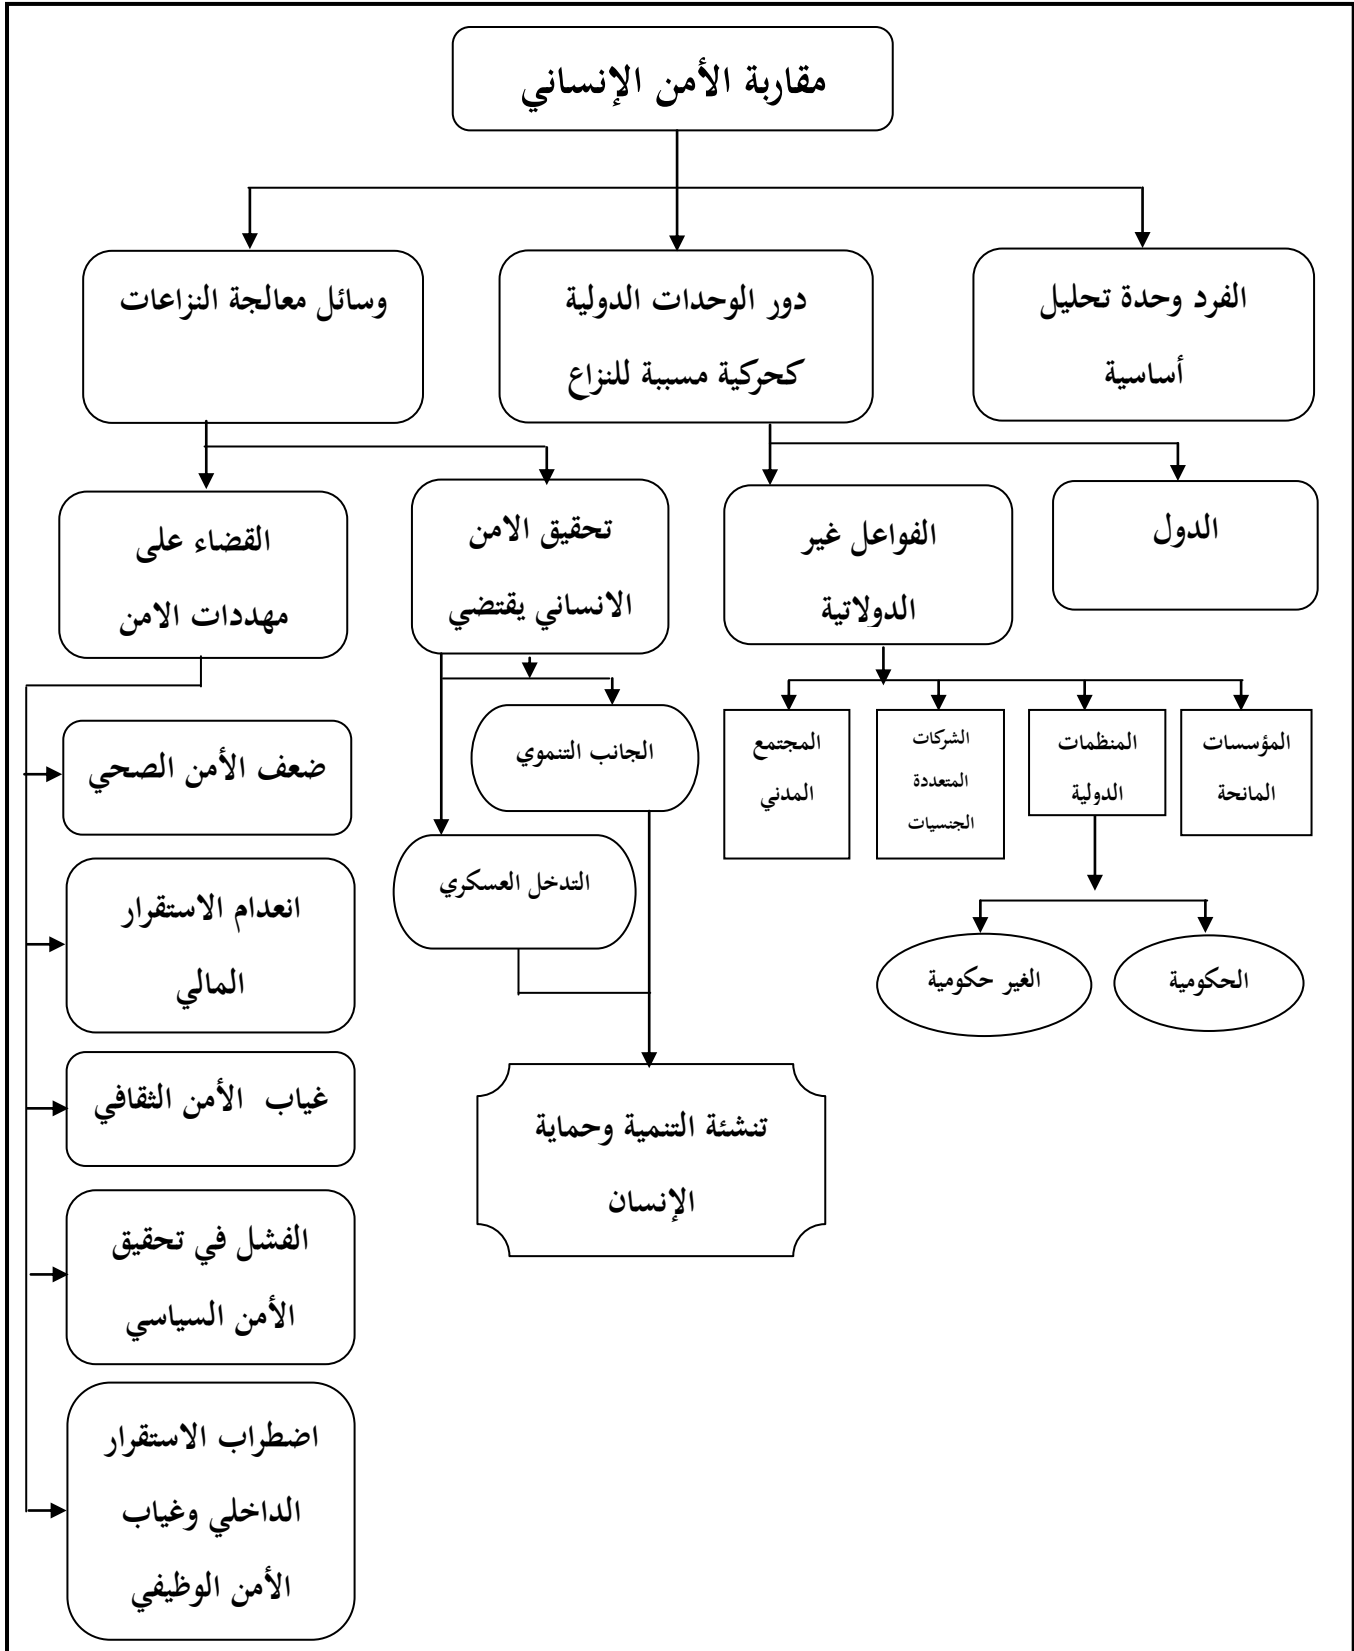 مقاربة الأمن الإنساني
الفرد وحدة تحليل
أساسية
دور الوحدات الدولية
كحركية مسببة للنزاع
وسائل معالجة النزاعات
الدول
الفواعل غير
الدولاتية
تحقيق الامن
الانساني يقتضي
القضاء على
مهددات الامن
المؤسسات
المانحة
المنظمات
الدولية
الشركات
المتعددة
الجنسيات
المجتمع
المدني
الحكومية
الغير حكومية
الجانب التنموي
التدخل العسكري
تنشئة التنمية وحماية
الإنسان
ضعف الأمن الصحي
انعدام الاستقرار
المالي
غياب الأمن الثقافي
الفشل في تحقيق
الأمن السياسي
اضطراب الاستقرار
الداخلي وغياب
الأمن الوظيفي